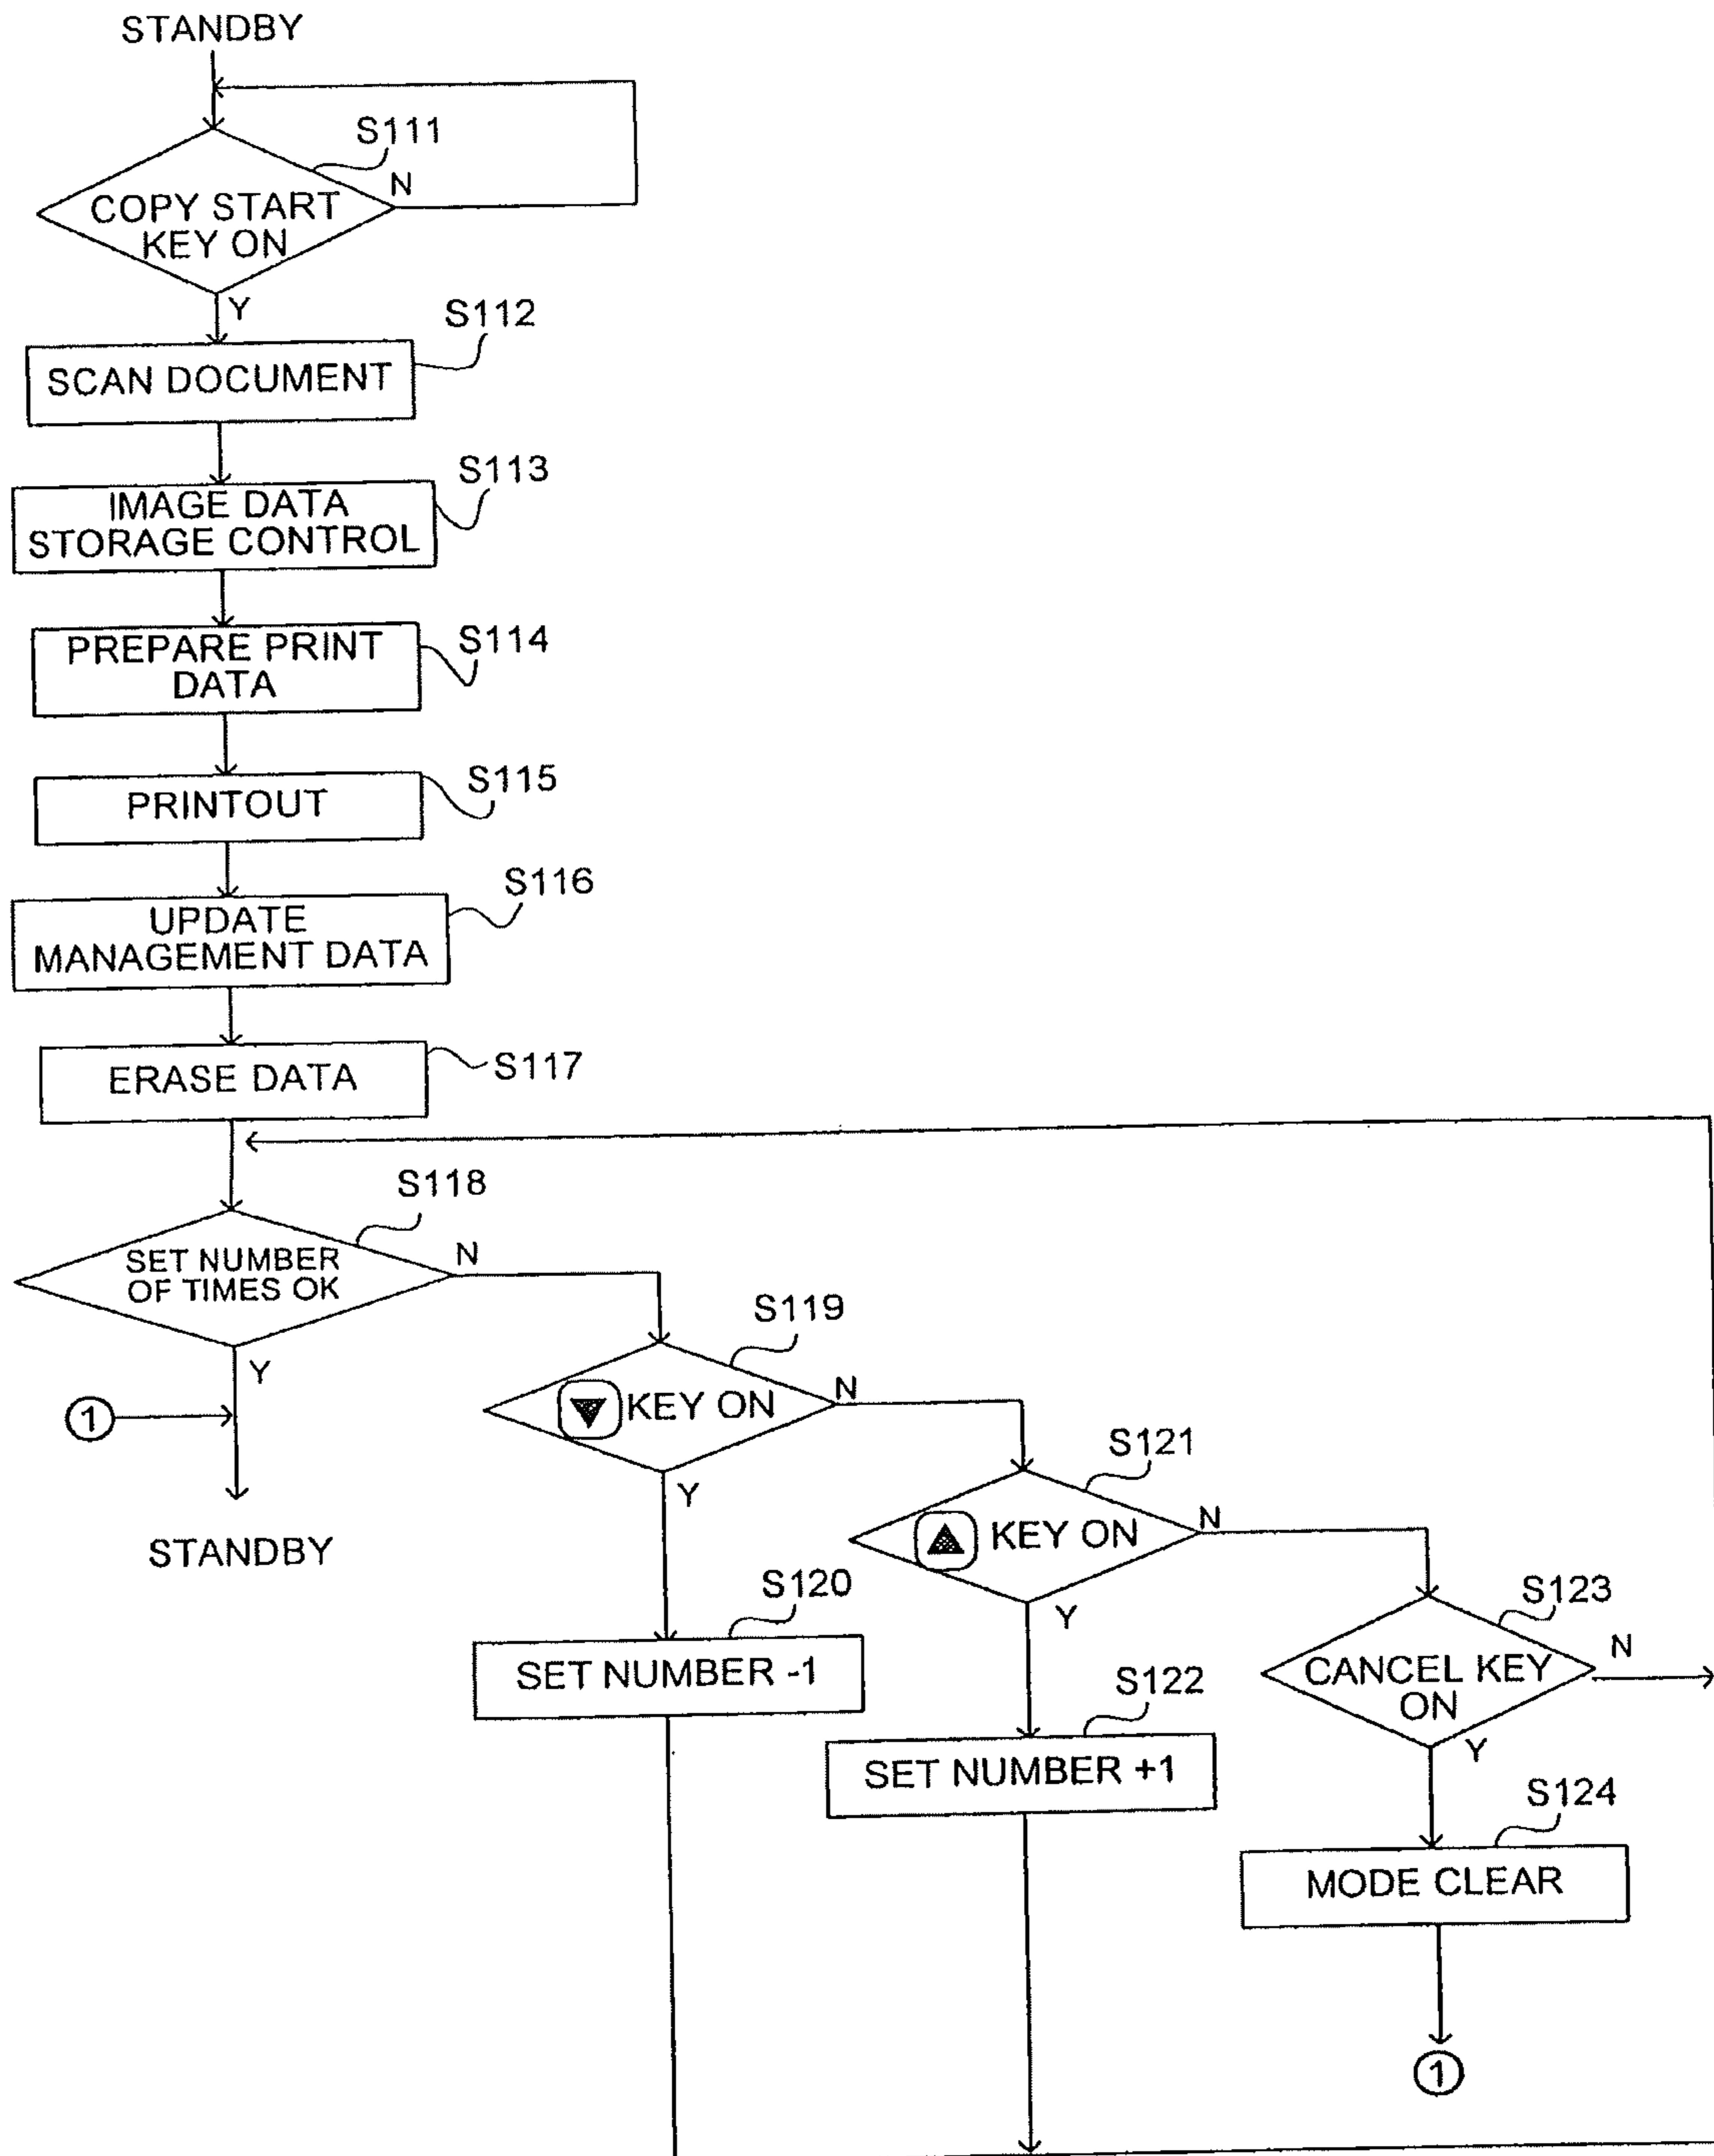 STANDBY
S111
COPY START
KEY ON
N
Y
S112
SCAN DOCUMENT
S113
IMAGE DATA
STORAGE CONTROL
S114
PREPARE PRINT
DATA
S115
PRINTOUT
S116
UPDATE
MANAGEMENT DATA
S117
ERASE DATA
S118
SET NUMBER
OF TIMES OK
N
Y
1
STANDBY
S119
KEY ON
N
Y
S120
SET NUMBER -1
S121
KEY ON
N
Y
S122
SET NUMBER +1
S123
CANCEL KEY
ON
N
Y
S124
MODE CLEAR
1